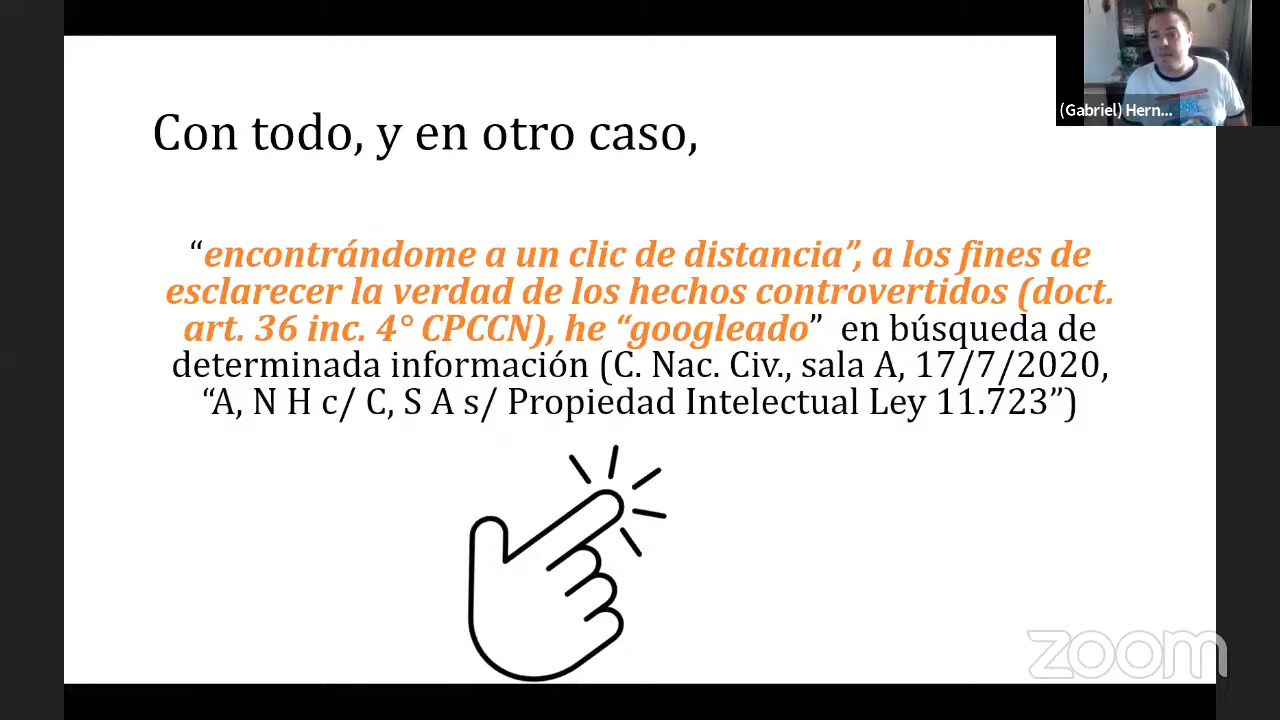 (Gabriel) Hern...
Con todo, y en otro caso,
“encontrándome a un clic de distancia”, a los fines de
esclarecer la verdad de los hechos controvertidos (doct.
art. 36 inc. 4° CPCCN), he “googleado” en búsqueda de
determinada información (C. Nac. Civ., sala A, 17/7/2020,
“A, N H c/ C, S A s/ Propiedad Intelectual Ley 11.723”)
zoom